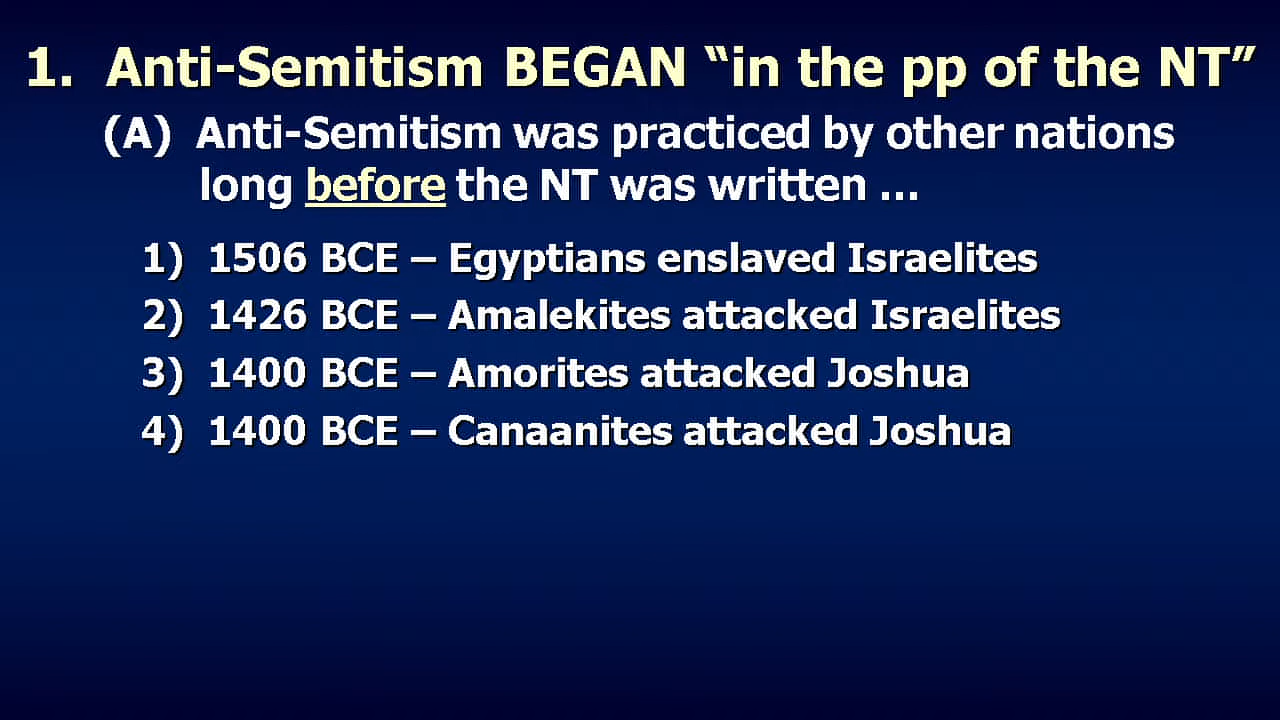 1. Anti-Semitism BEGAN “in the pp of the NT”
(A) Anti-Semitism was practiced by other nations
long before the NT was written ...
1) 1506 BCE – Egyptians enslaved Israelites
2) 1426 BCE – Amalekites attacked Israelites
3) 1400 BCE – Amorites attacked Joshua
4) 1400 BCE – Canaanites attacked Joshua